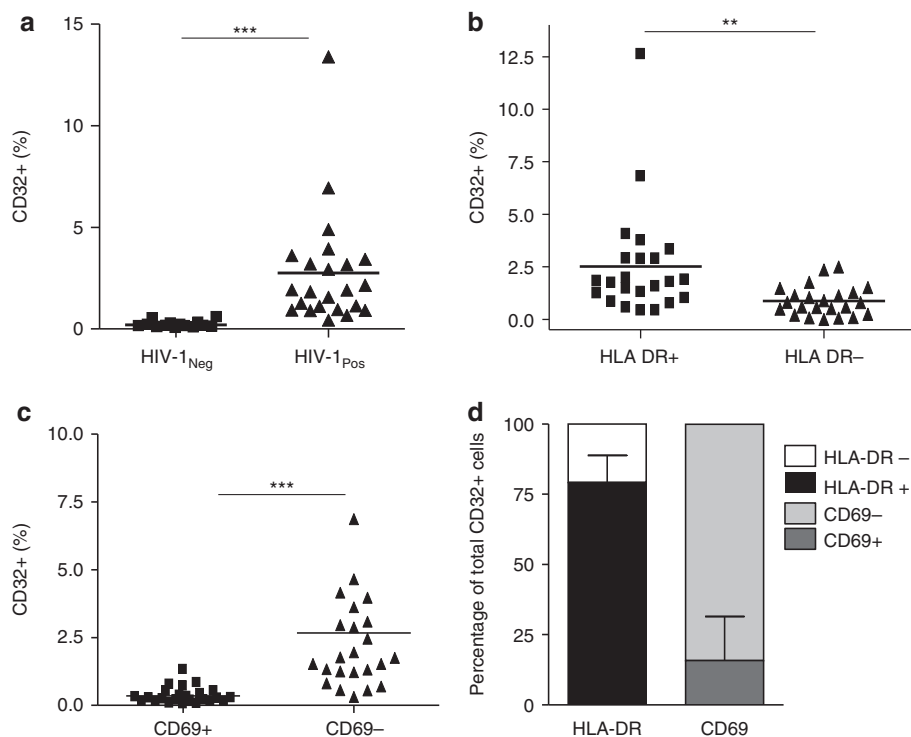 a
***
15
10
5
0
CD32+ (%)
HIV-1Neg
HIV-1Pos
b
**
12.5
7.5
5.0
2.5
0.0
CD32+ (%)
HLA DR+
HLA DR–
c
***
10.0
7.5
5.0
2.5
0.0
CD32+ (%)
CD69+
CD69–
d
100
75
50
25
0
Percentage of total CD32+ cells
HLA-DR
CD69
HLA-DR –
HLA-DR +
CD69–
CD69+